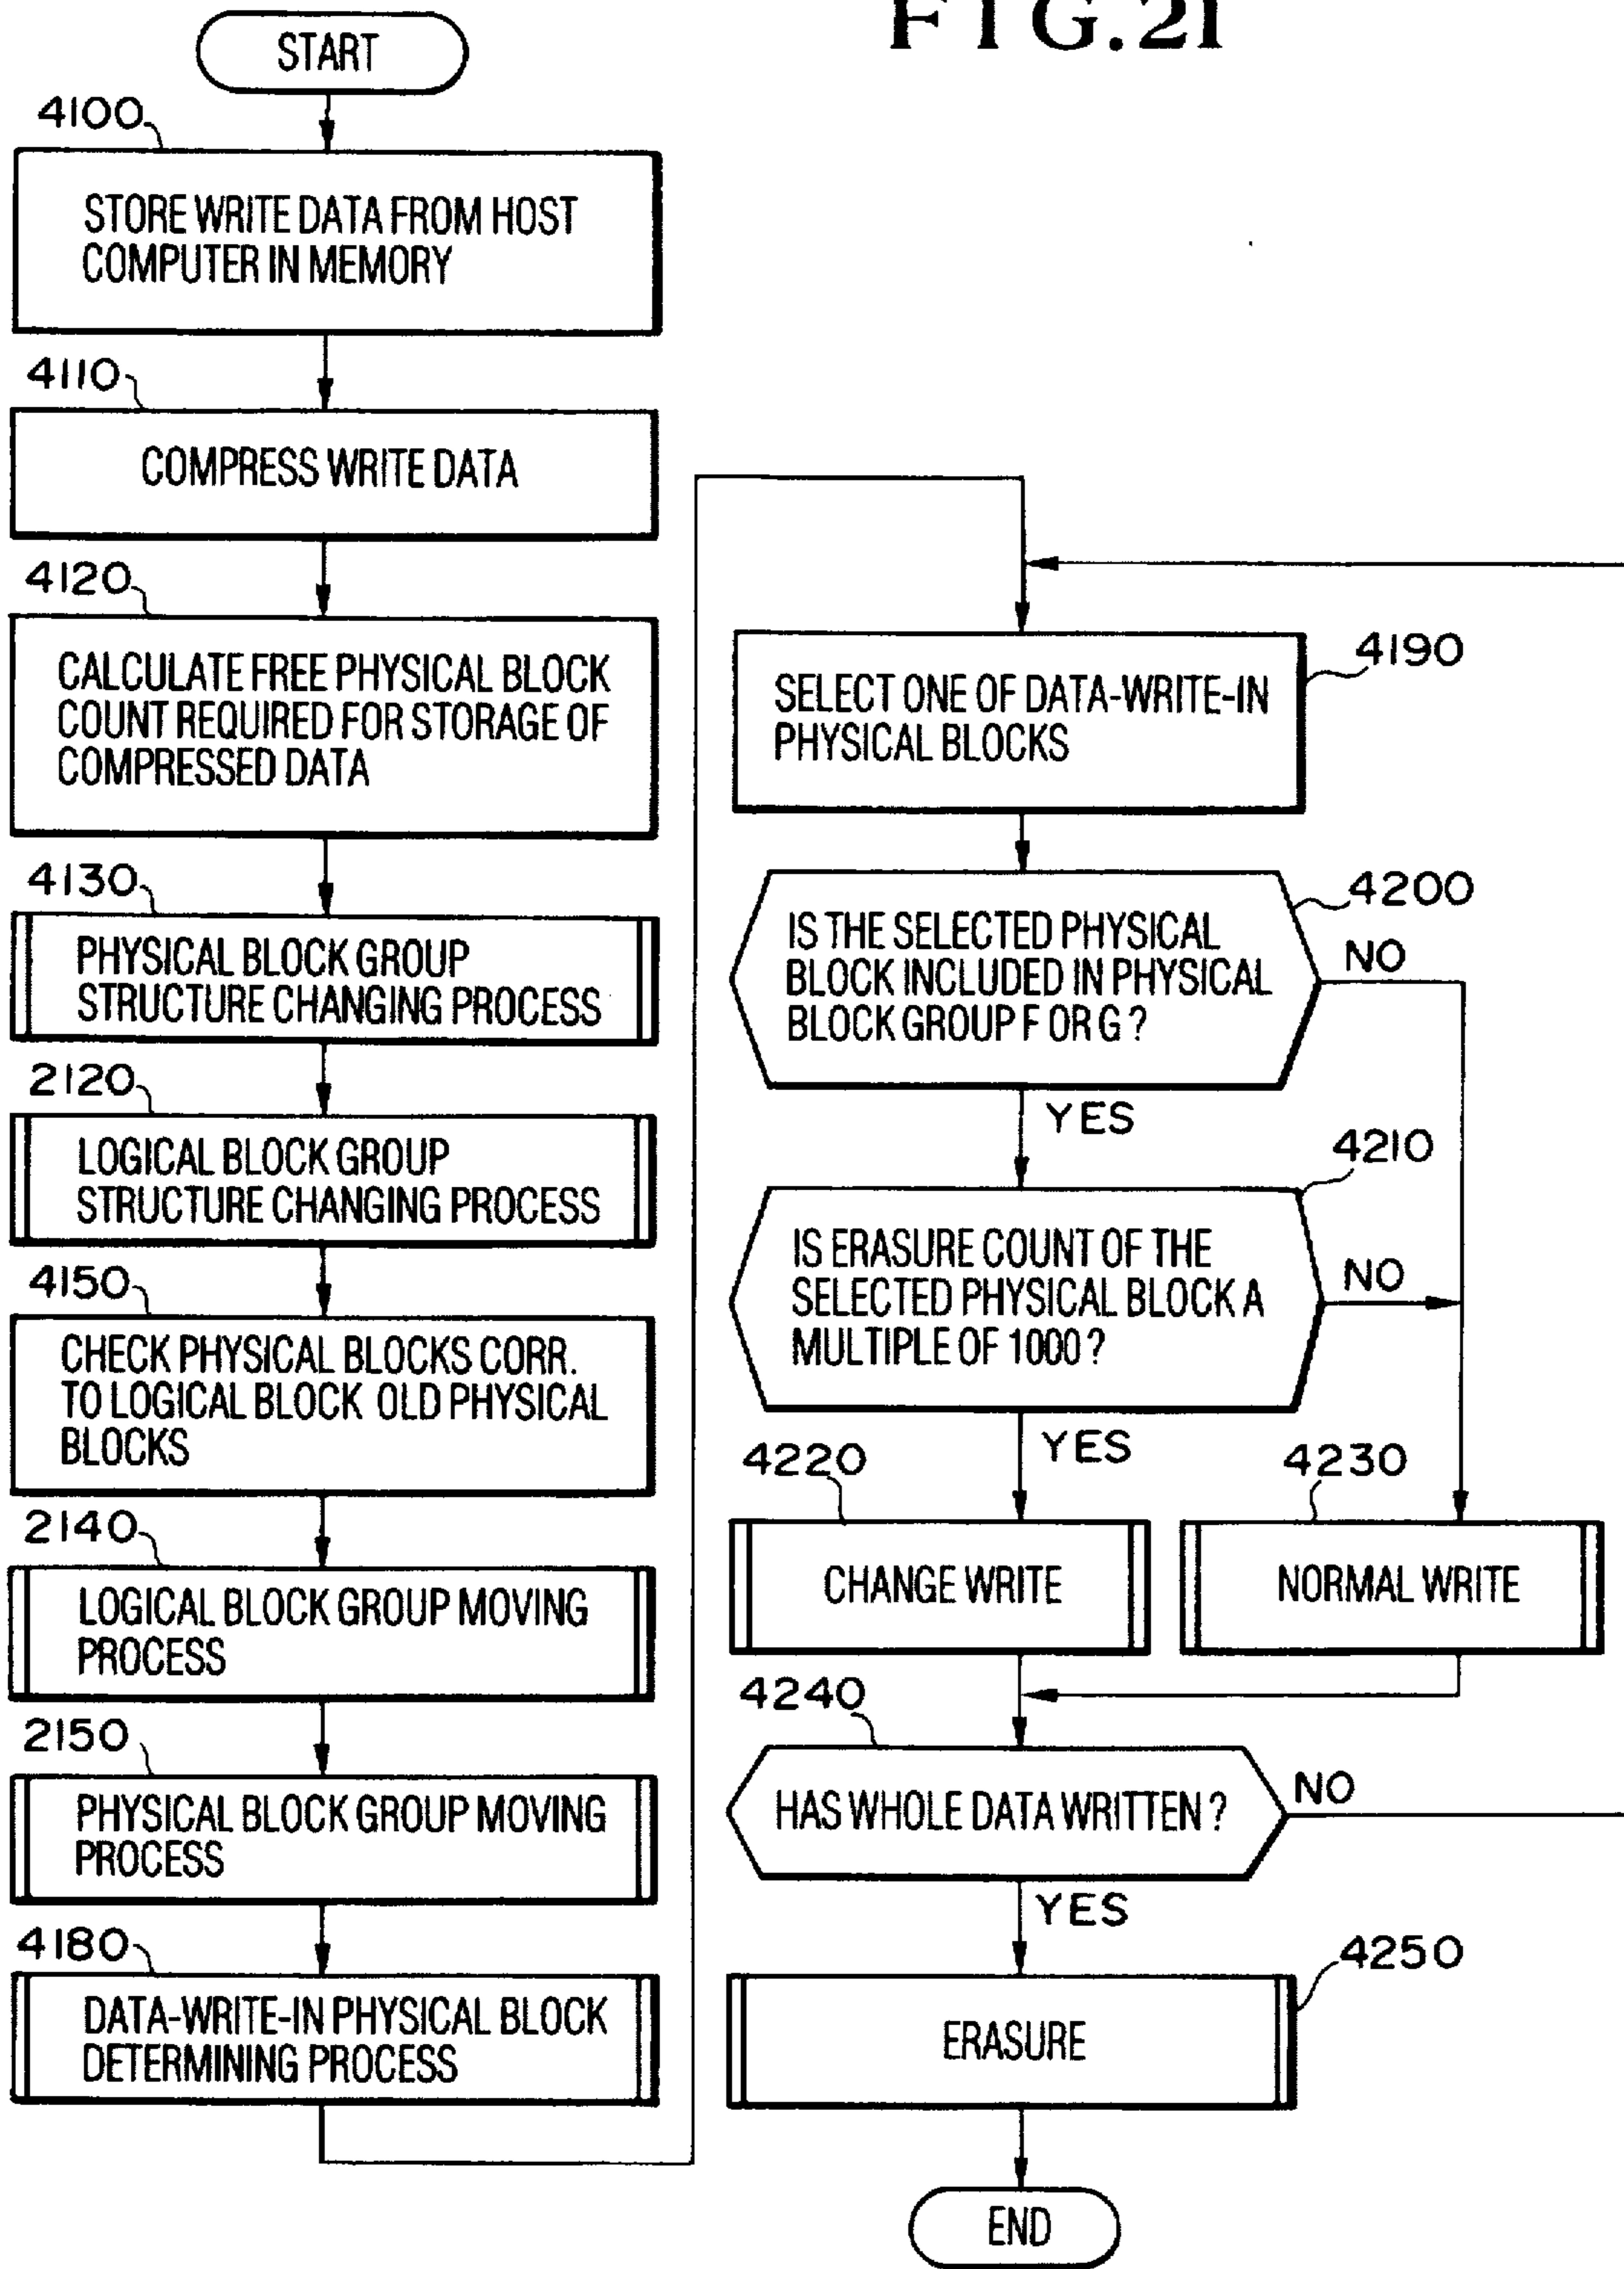 FIG.21
START
4100
STORE WRITE DATA FROM HOST
COMPUTER IN MEMORY
4110
COMPRESS WRITE DATA
4120
CALCULATE FREE PHYSICAL BLOCK
COUNT REQUIRED FOR STORAGE OF
COMPRESSED DATA
4130
PHYSICAL BLOCK GROUP
STRUCTURE CHANGING PROCESS
2120
LOGICAL BLOCK GROUP
STRUCTURE CHANGING PROCESS
4150
CHECK PHYSICAL BLOCKS CORR.
TO LOGICAL BLOCK OLD PHYSICAL
BLOCKS
2140
LOGICAL BLOCK GROUP MOVING
PROCESS
2150
PHYSICAL BLOCK GROUP MOVING
PROCESS
4180
DATA-WRITE-IN PHYSICAL BLOCK
DETERMINING PROCESS
4190
SELECT ONE OF DATA-WRITE-IN
PHYSICAL BLOCKS
4200
IS THE SELECTED PHYSICAL
BLOCK INCLUDED IN PHYSICAL
BLOCK GROUP F OR G ?
NO
YES
4210
IS ERASURE COUNT OF THE
SELECTED PHYSICAL BLOCK A
MULTIPLE OF 1000 ?
NO
YES
4220
CHANGE WRITE
4230
NORMAL WRITE
4240
HAS WHOLE DATA WRITTEN ?
NO
YES
4250
ERASURE
END